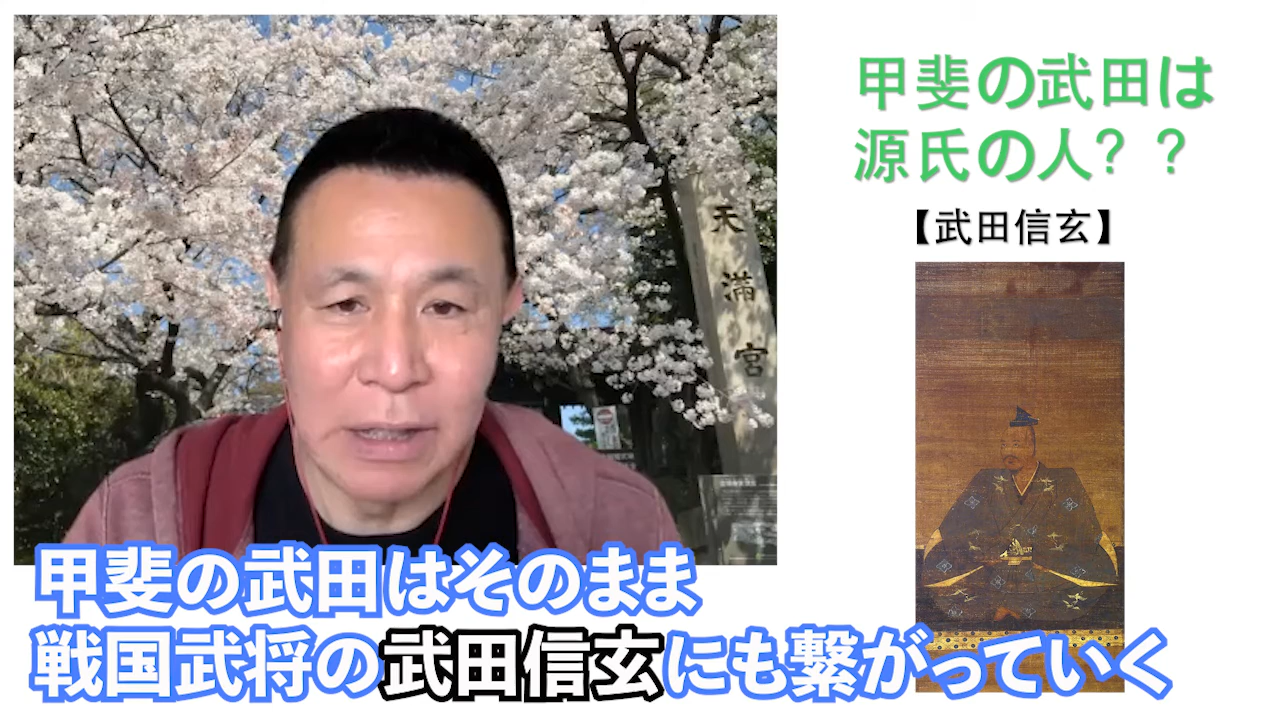 甲斐の武田は
源氏の人？？
【武田信玄】
天
満
宮
甲斐の武田はそのまま
戦国武将の武田信玄にも繋がっていく